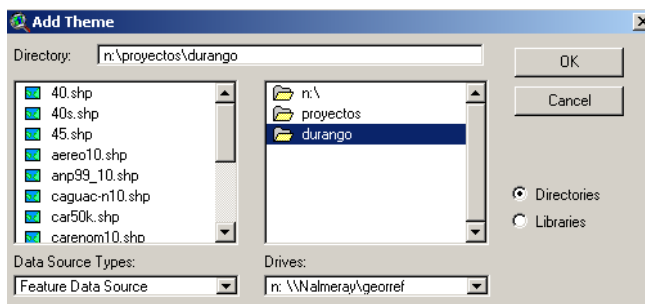 Add Theme
Directory: n:\proyectos\durango
40.shp
40s.shp
45.shp
aereo10.shp
anp99_10.shp
caguac-n10.shp
car50k.shp
carenom10.shp
n:\
proyectos
durango
OK
Cancel
Directories
Libraries
Data Source Types:
Feature Data Source
Drives:
n: \\Nalmeray\georref